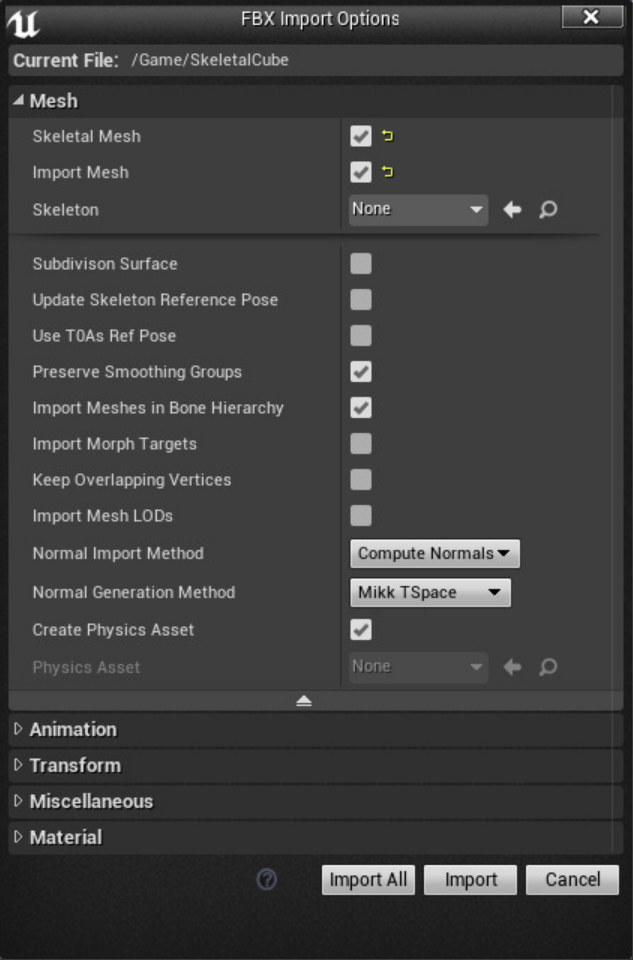 FBX Import Options
Current File: /Game/SkeletalCube
Mesh
Skeletal Mesh
Import Mesh
Skeleton None
Subdivison Surface
Update Skeleton Reference Pose
Use T0As Ref Pose
Preserve Smoothing Groups
Import Meshes in Bone Hierarchy
Import Morph Targets
Keep Overlapping Vertices
Import Mesh LODs
Normal Import Method Compute Normals
Normal Generation Method Mikk TSpace
Create Physics Asset
Physics Asset None
Animation
Transform
Miscellaneous
Material
Import All Import Cancel